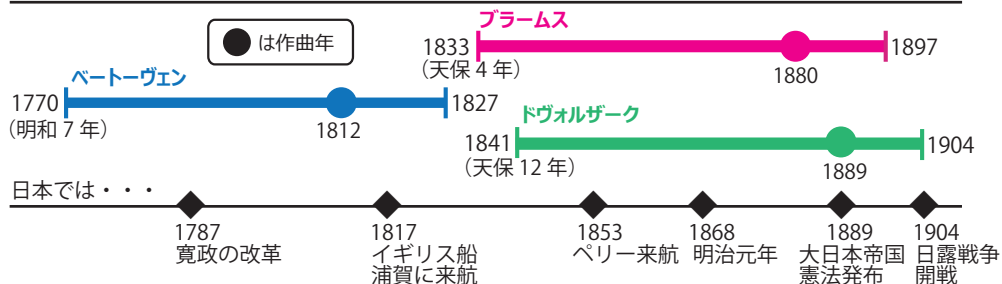 ●は作曲年
ブラームス
1833
(天保 4 年)
1880
1897
ベートーヴェン
1770
(明和 7 年)
1812
1827
ドヴォルザーク
1841
(天保 12 年)
1889
1904
日本では・・・
1787
寛政の改革
1817
イギリス船
浦賀に来航
1853
ペリー来航
1868
明治元年
1889
大日本帝国
憲法発布
1904
日露戦争
開戦